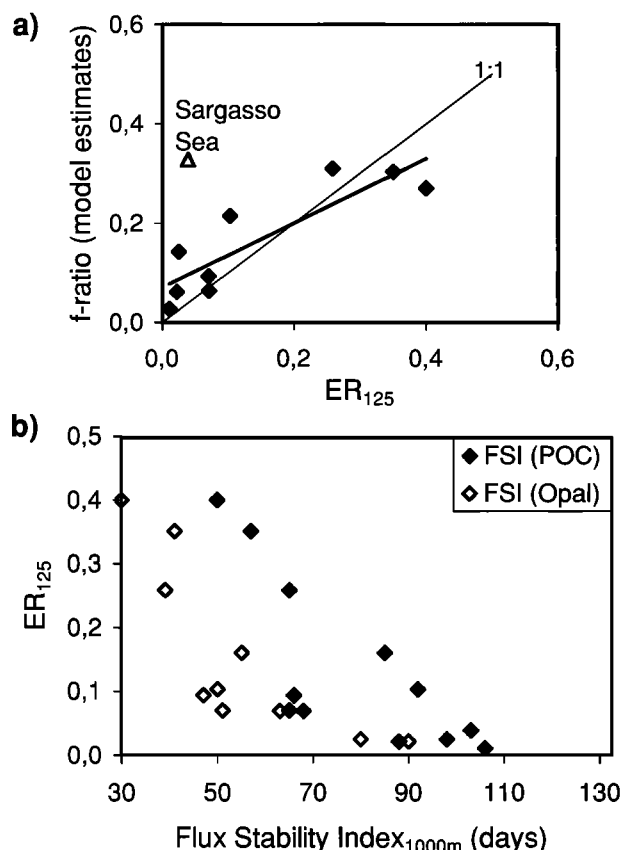 a)
0,6
0,4
0,2
0,0
f-ratio (model estimates)
Sargasso
Sea
1:1
0,0 0,2 0,4 0,6
ER125
b)
0,5
0,4
0,3
0,2
0,1
0,0
ER125
FSI (POC)
FSI (Opal)
30 50 70 90 110 130
Flux Stability Index1000m (days)